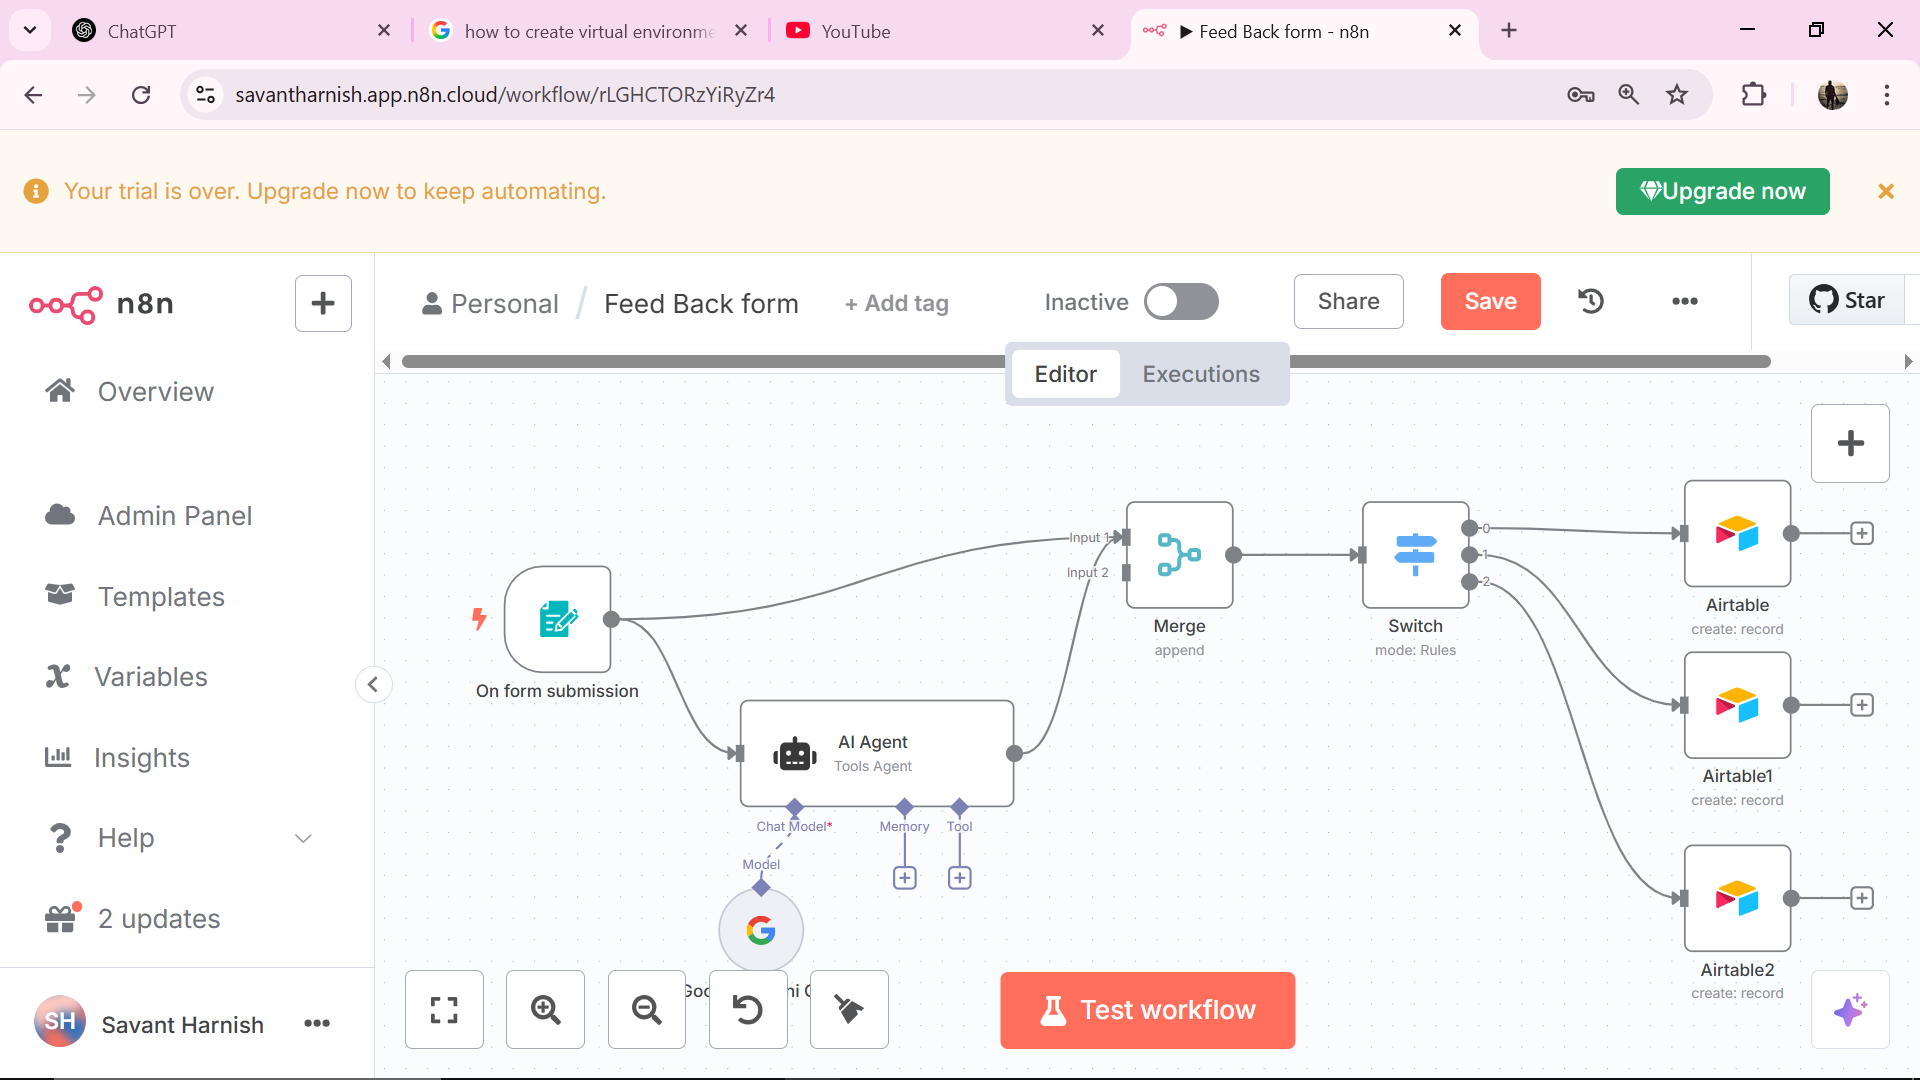 ChatGPT
how to create virtual environme
YouTube
▶ Feed Back form - n8n
savantharnish.app.n8n.cloud/workflow/rLGHCTORzYiRyZr4
Your trial is over. Upgrade now to keep automating.
Upgrade now
n8n
Personal / Feed Back form
+ Add tag
Inactive
Share
Save
Star
Editor
Executions
Overview
Admin Panel
Templates
Variables
Insights
Help
2 updates
Savant Harnish
SH
On form submission
AI Agent
Tools Agent
Chat Model*
Memory
Tool
Model
Input 1
Input 2
Merge
append
Switch
mode: Rules
0
1
2
Airtable
create: record
Airtable1
create: record
Airtable2
create: record
Test workflow